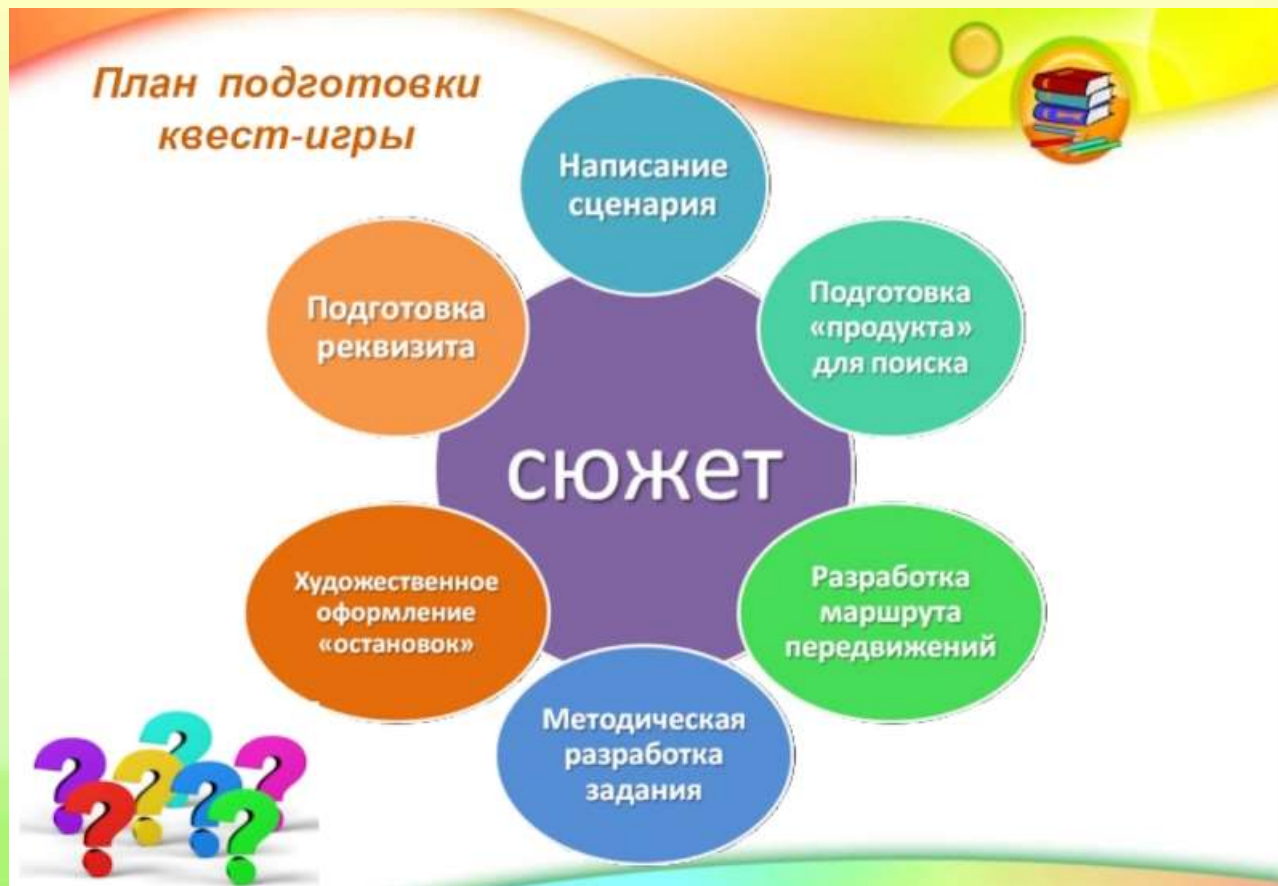 План подготовки
квест-игры
Написание
сценария
Подготовка
«продукта»
для поиска
Разработка
маршрута
передвижений
Методическая
разработка
задания
Художественное
оформление
«остановок»
Подготовка
реквизита
сюжет